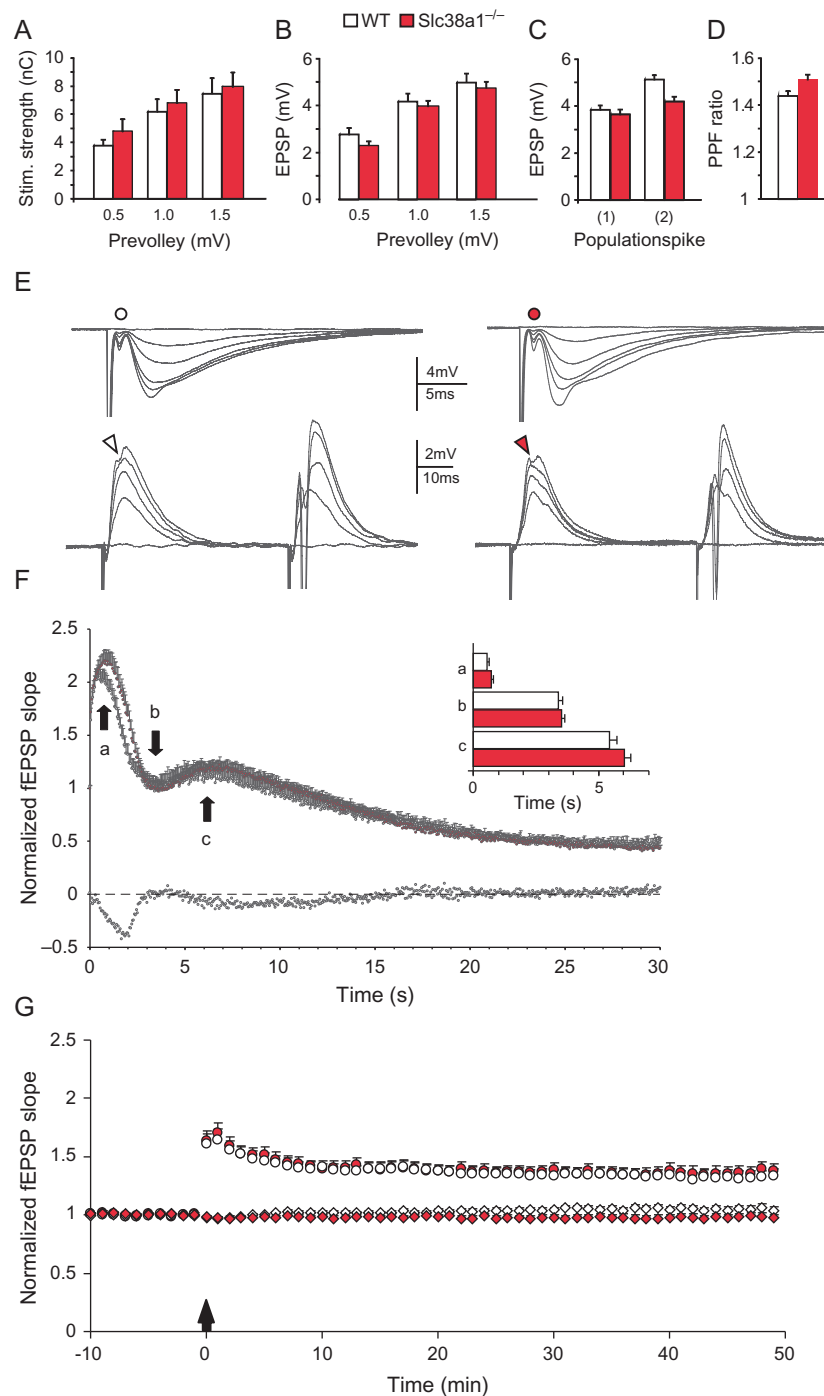 WT Slc38a1–/–
A
Stim. strength (nC)
10
8
6
4
2
0
0.5 1.0 1.5
Prevolley (mV)
B
EPSP (mV)
6
4
2
0
0.5 1.0 1.5
Prevolley (mV)
C
EPSP (mV)
6
4
2
0
(1) (2)
Populationspike
D
PPF ratio
1.6
1.4
1.2
1
E
4mV
5ms
2mV
10ms
F
Normalized fEPSP slope
2.5
2
1.5
1
0.5
0
–0.5
a
b
c
0 5 10 15 20 25 30
Time (s)
a
b
c
0 5
Time (s)
G
Normalized fEPSP slope
2.5
2
1.5
1
0.5
0
-10 0 10 20 30 40 50
Time (min)